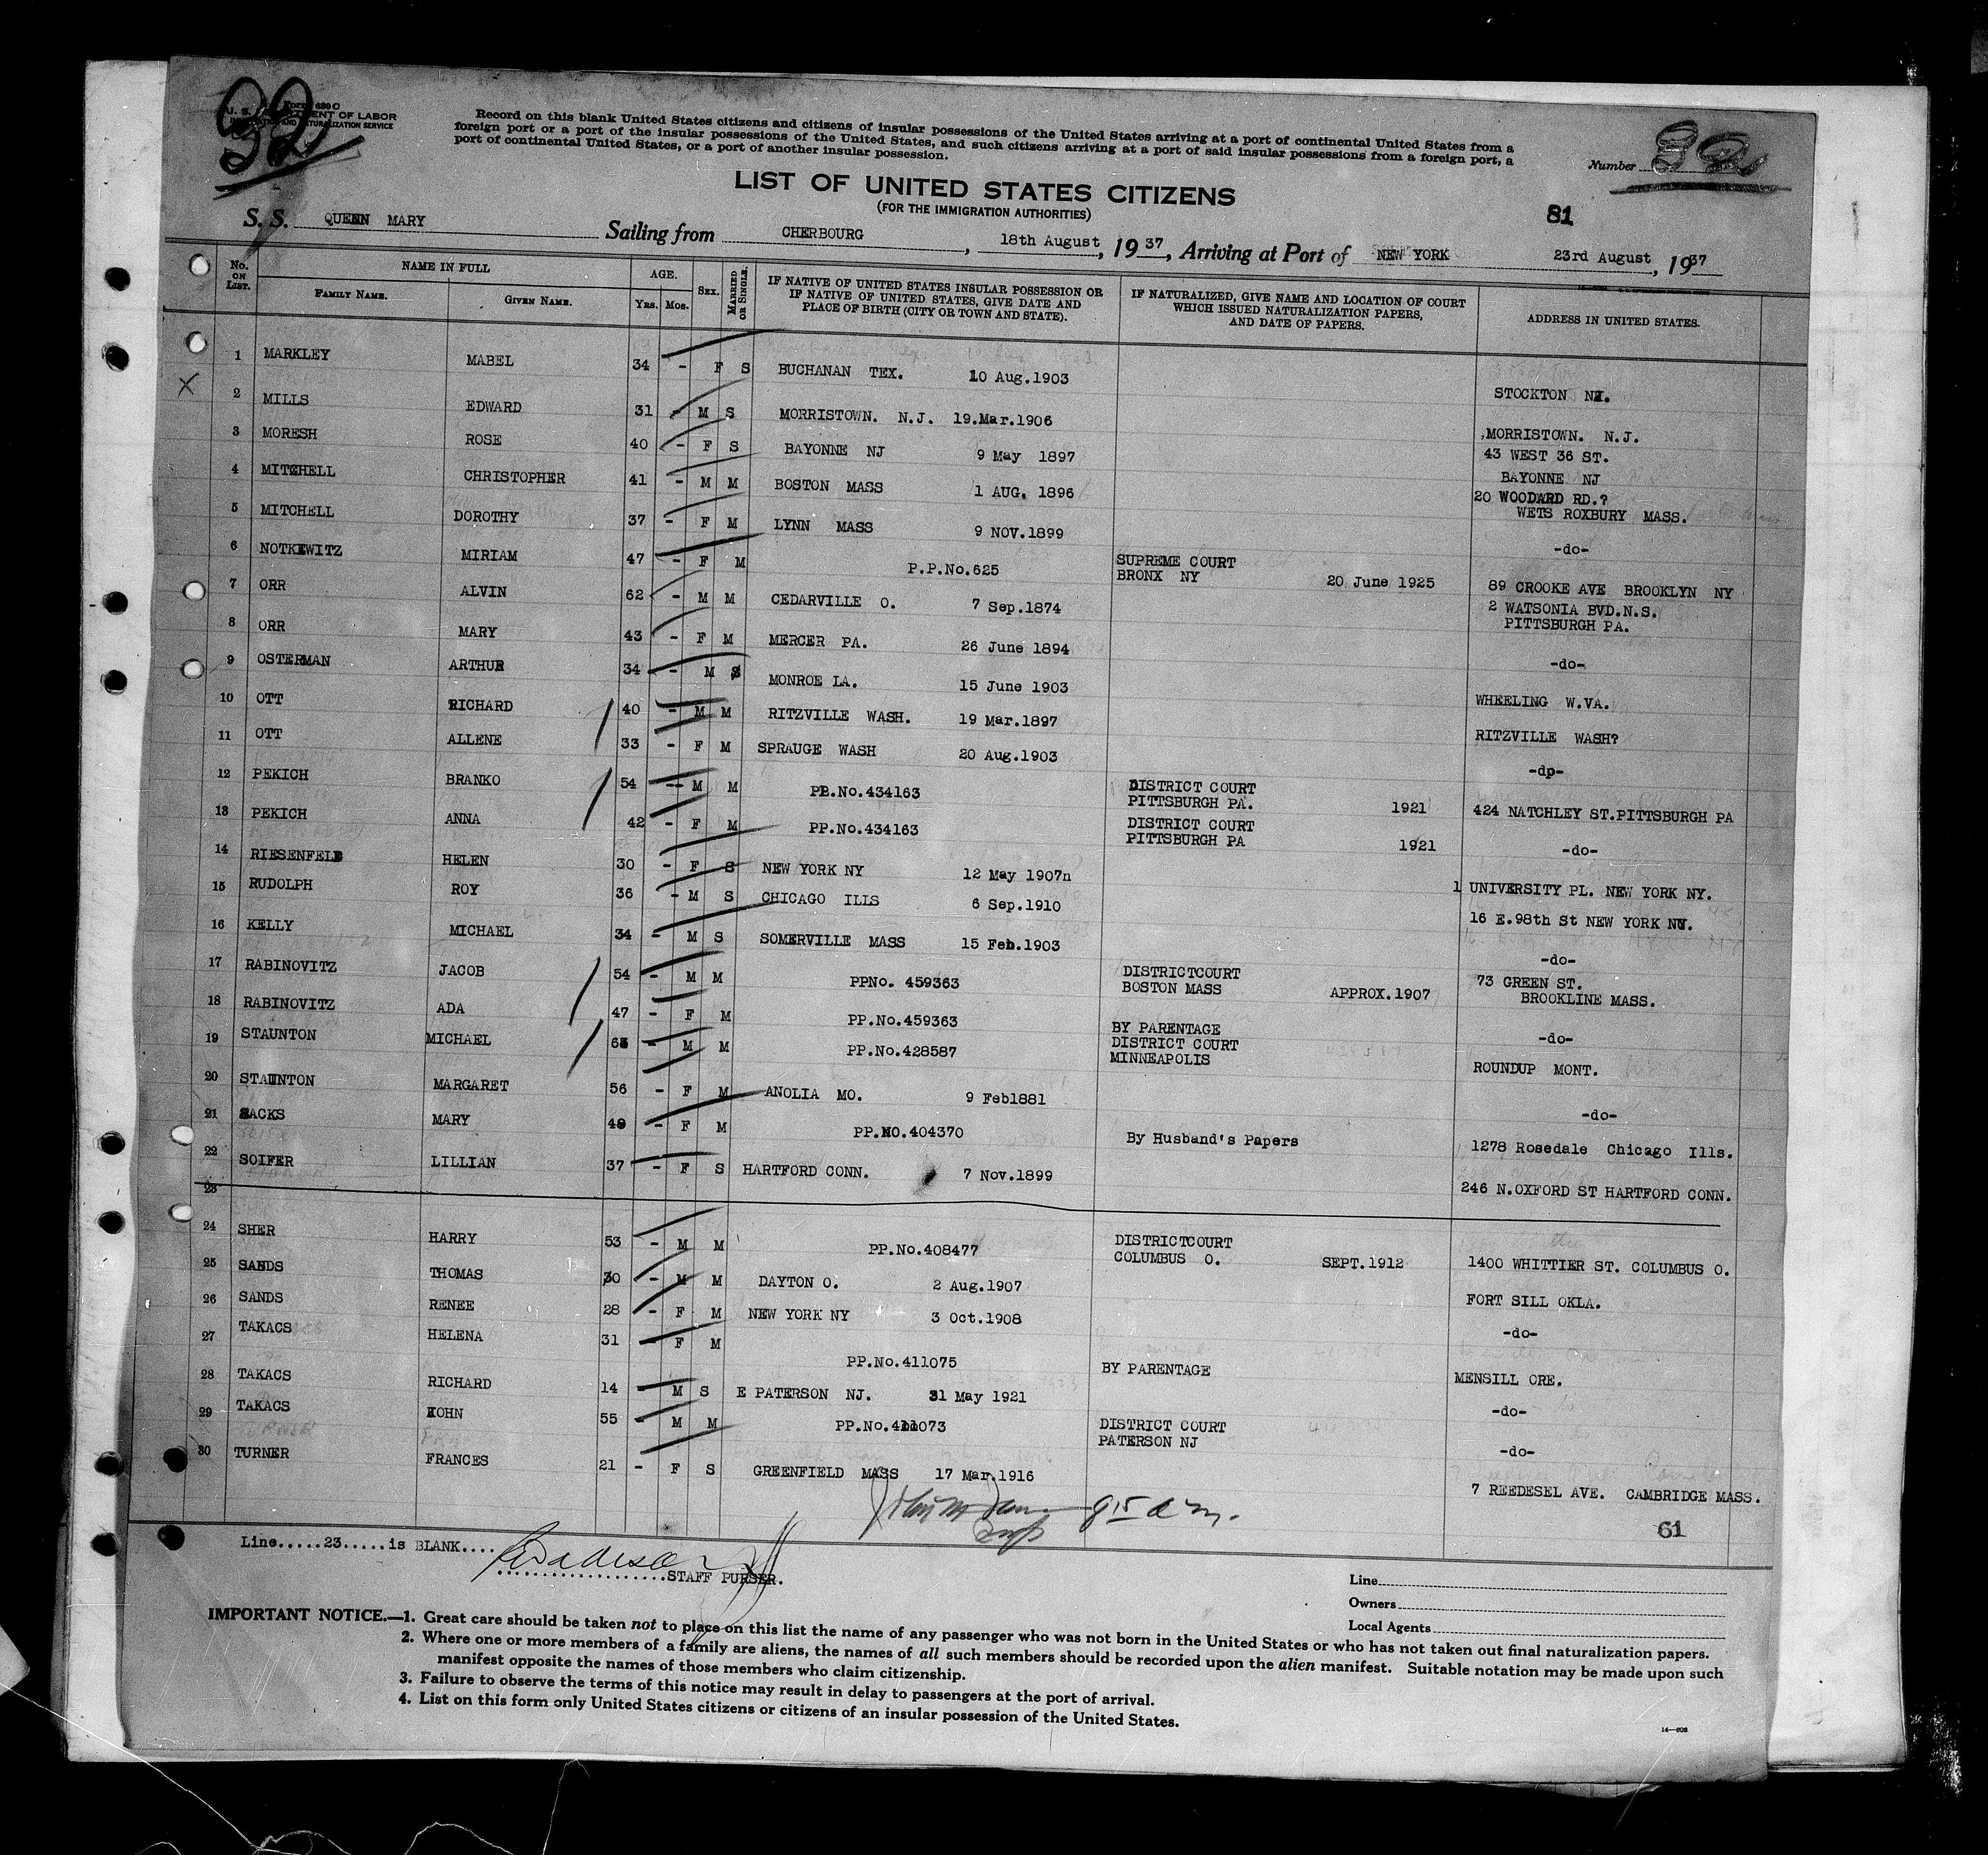 32
Form 630 C
U. S. DEPARTMENT OF LABOR
IMMIGRATION AND NATURALIZATION SERVICE
Record on this blank United States citizens and citizens of insular possessions of the United States arriving at a port of continental United States from a
foreign port or a port of the insular possessions of the United States, and such citizens arriving at a port of said insular possessions from a foreign port, a
port of continental United States, or a port of another insular possession.
Number 32
LIST OF UNITED STATES CITIZENS
(FOR THE IMMIGRATION AUTHORITIES)
81
S. S. QUEEN MARY Sailing from CHERBOURG, 18th August, 1937, Arriving at Port of NEW YORK 23rd August, 1937
No. ON LIST. NAME IN FULL FAMILY NAME. GIVEN NAME. AGE. YRS. MOS. SEX. MARRIED OR SINGLE.
IF NATIVE OF UNITED STATES INSULAR POSSESSION OR
IF NATIVE OF UNITED STATES, GIVE DATE AND
PLACE OF BIRTH (CITY OR TOWN AND STATE).
IF NATURALIZED, GIVE NAME AND LOCATION OF COURT
WHICH ISSUED NATURALIZATION PAPERS,
AND DATE OF PAPERS.
ADDRESS IN UNITED STATES.
1 MARKLEY MABEL 34 - F S BUCHANAN TEX. 10 Aug.1903 STOCKTON NJ.
X
2 MILLS EDWARD 31 - M S MORRISTOWN. N.J. 19.Mar.1906 MORRISTOWN. N.J.
3 MORESH ROSE 40 - F S BAYONNE NJ 9 May 1897 43 WEST 36 ST.
BAYONNE NJ
4 MITCHELL CHRISTOPHER 41 - M M BOSTON MASS 1 AUG. 1896 20 WOODARD RD.?
WETS ROXBURY MASS.
5 MITCHELL DOROTHY 37 - F M LYNN MASS 9 NOV.1899 -do-
6 NOTKEWITZ MIRIAM 47 - F M P.P.No.625 SUPREME COURT
BRONX NY 20 June 1925 89 CROOKE AVE BROOKLYN NY
7 ORR ALVIN 62 - M M CEDARVILLE O. 7 Sep.1874 2 WATSONIA BVD.N.S.
PITTSBURGH PA.
8 ORR MARY 43 - F M MERCER PA. 26 June 1894 -do-
9 OSTERMAN ARTHUR 34 - M S MONROE LA. 15 June 1903 WHEELING W.VA.
10 OTT RICHARD 40 - M M RITZVILLE WASH. 19 Mar.1897 RITZVILLE WASH?
11 OTT ALLENE 33 - F M SPRAUGE WASH 20 Aug.1903 -dp-
12 PEKICH BRANKO 54 -- M M PP.No.434163 DISTRICT COURT
PITTSBURGH PA. 1921 424 NATCHLEY ST.PITTSBURGH PA
13 PEKICH ANNA 42 - F M PP.No.434163 DISTRICT COURT
PITTSBURGH PA 1921 -do-
14 RIESENFELD HELEN 30 - F S NEW YORK NY 12 May 1907n 1 UNIVERSITY PL. NEW YORK NY.
15 RUDOLPH ROY 36 - M S CHICAGO ILLS 6 Sep.1910 16 E.98th St NEW YORK NY.
16 KELLY MICHAEL 34 - M S SOMERVILLE MASS 15 Feb.1903 -do-
17 RABINOVITZ JACOB 54 - M M PPNo. 459363 DISTRICTCOURT
BOSTON MASS APPROX.1907 73 GREEN ST.
BROOKLINE MASS.
18 RABINOVITZ ADA 47 - F M PP.No.459363 BY PARENTAGE -do-
19 STAUNTON MICHAEL 63 - M M PP.No.428587 DISTRICT COURT
MINNEAPOLIS ROUNDUP MONT.
20 STAUNTON MARGARET 56 - F M ANOLIA MO. 9 Feb1881 -do-
21 SACKS MARY 49 - F M PP.NO.404370 By Husband's Papers 1278 Rosedale Chicago Ills.
22 SOIFER LILLIAN 37 - F S HARTFORD CONN. 7 Nov.1899 246 N.OXFORD ST HARTFORD CONN.
23
24 SHER HARRY 53 - M M PP.No.408477 DISTRICTCOURT
COLUMBUS O. SEPT.1912 1400 WHITTIER ST. COLUMBUS O.
25 SANDS THOMAS 30 - M M DAYTON O. 2 Aug.1907 FORT SILL OKLA.
26 SANDS RENEE 28 - F M NEW YORK NY 3 Oct.1908 -do-
27 TAKACS HELENA 31 - F M PP.No.411075 BY PARENTAGE MENSILL ORE.
28 TAKACS RICHARD 14 - M S E PATERSON NJ. 31 May 1921 -do-
29 TAKACS JOHN 55 - M M PP.No.411073 DISTRICT COURT
PATERSON NJ -do-
30 TURNER FRANCES 21 - F S GREENFIELD MASS 17 Mar.1916 7 REEDESEL AVE. CAMBRIDGE MASS.
915 a m.
61
Line.....23.....is BLANK....
STAFF PURSER.
Line
Owners
Local Agents
IMPORTANT NOTICE.—1. Great care should be taken not to place on this list the name of any passenger who was not born in the United States or who has not taken out final naturalization papers.
2. Where one or more members of a family are aliens, the names of all such members should be recorded upon the alien manifest. Suitable notation may be made upon such
manifest opposite the names of those members who claim citizenship.
3. Failure to observe the terms of this notice may result in delay to passengers at the port of arrival.
4. List on this form only United States citizens or citizens of an insular possession of the United States.
14—608